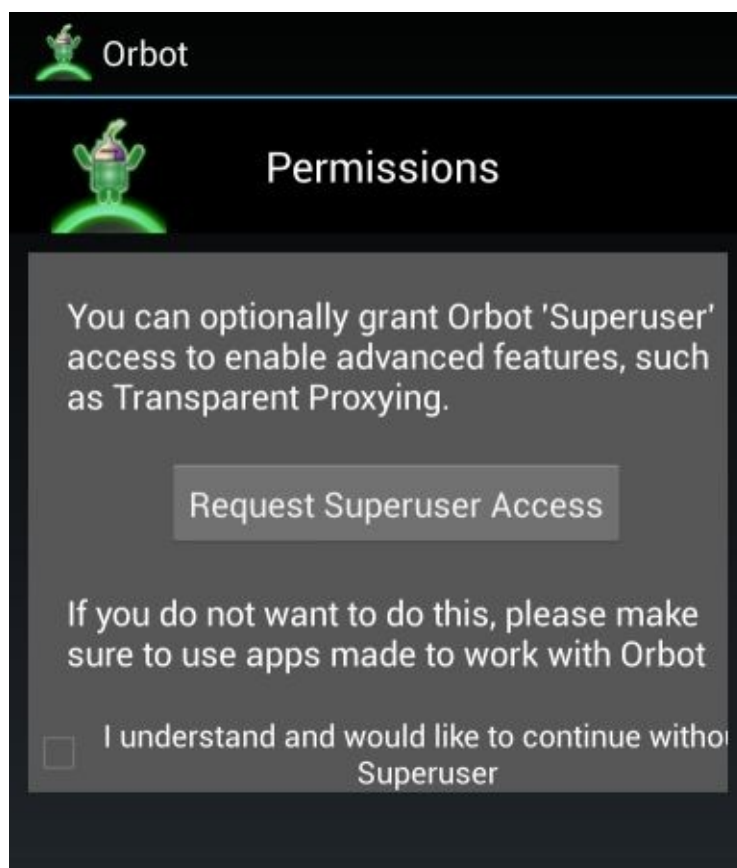 Orbot
Permissions
You can optionally grant Orbot 'Superuser'
access to enable advanced features, such
as Transparent Proxying.
Request Superuser Access
If you do not want to do this, please make
sure to use apps made to work with Orbot
I understand and would like to continue
Superuser